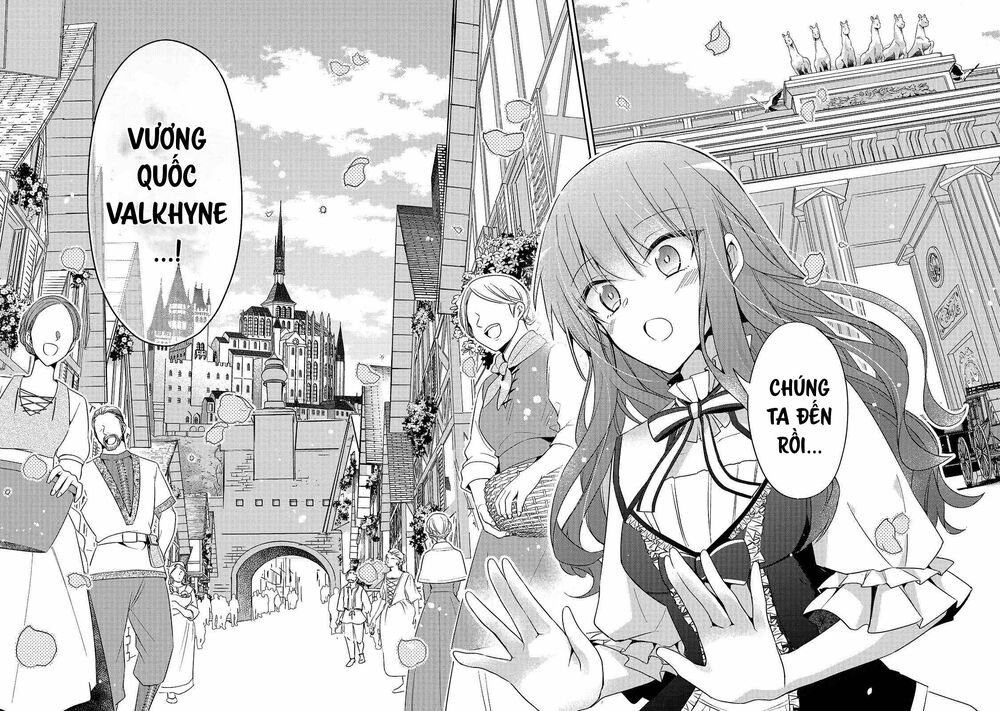 CHÚNG
TA ĐẾN
RỒI...
VƯƠNG
QUỐC
VALKHYNE
...!